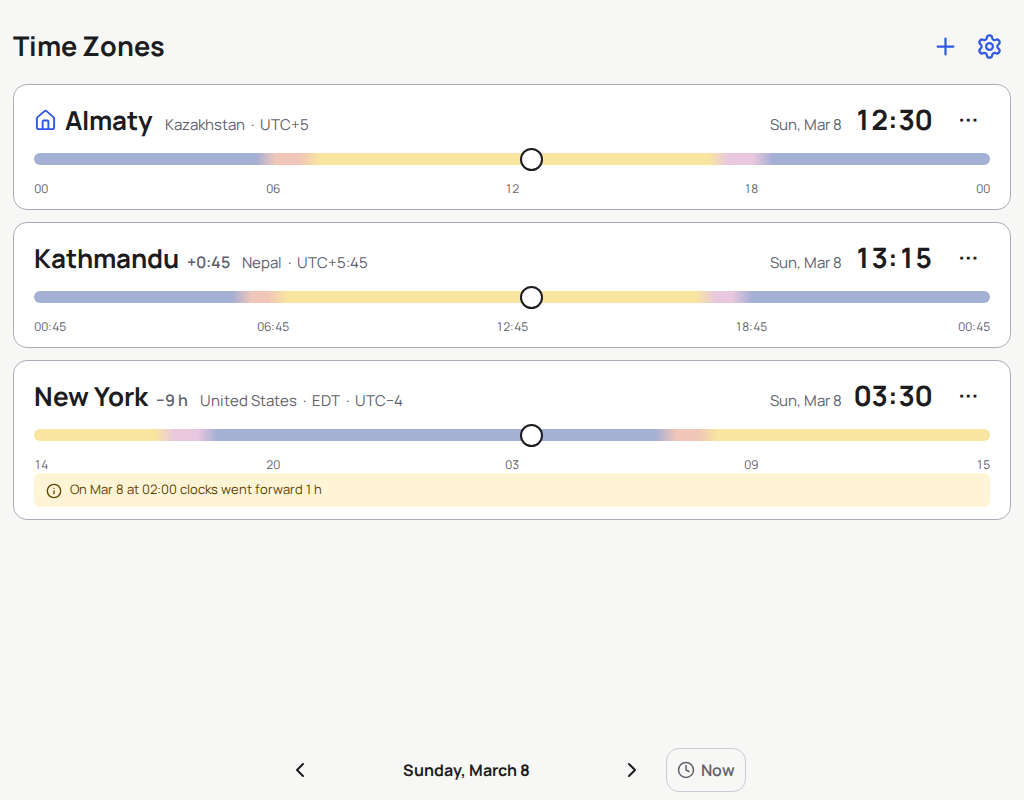 Time Zones
Almaty Kazakhstan · UTC+5 Sun, Mar 8 12:30
00 06 12 18 00
Kathmandu +0:45 Nepal · UTC+5:45 Sun, Mar 8 13:15
00:45 06:45 12:45 18:45 00:45
New York −9 h United States · EDT · UTC−4 Sun, Mar 8 03:30
14 20 03 09 15
On Mar 8 at 02:00 clocks went forward 1 h
Sunday, March 8 Now